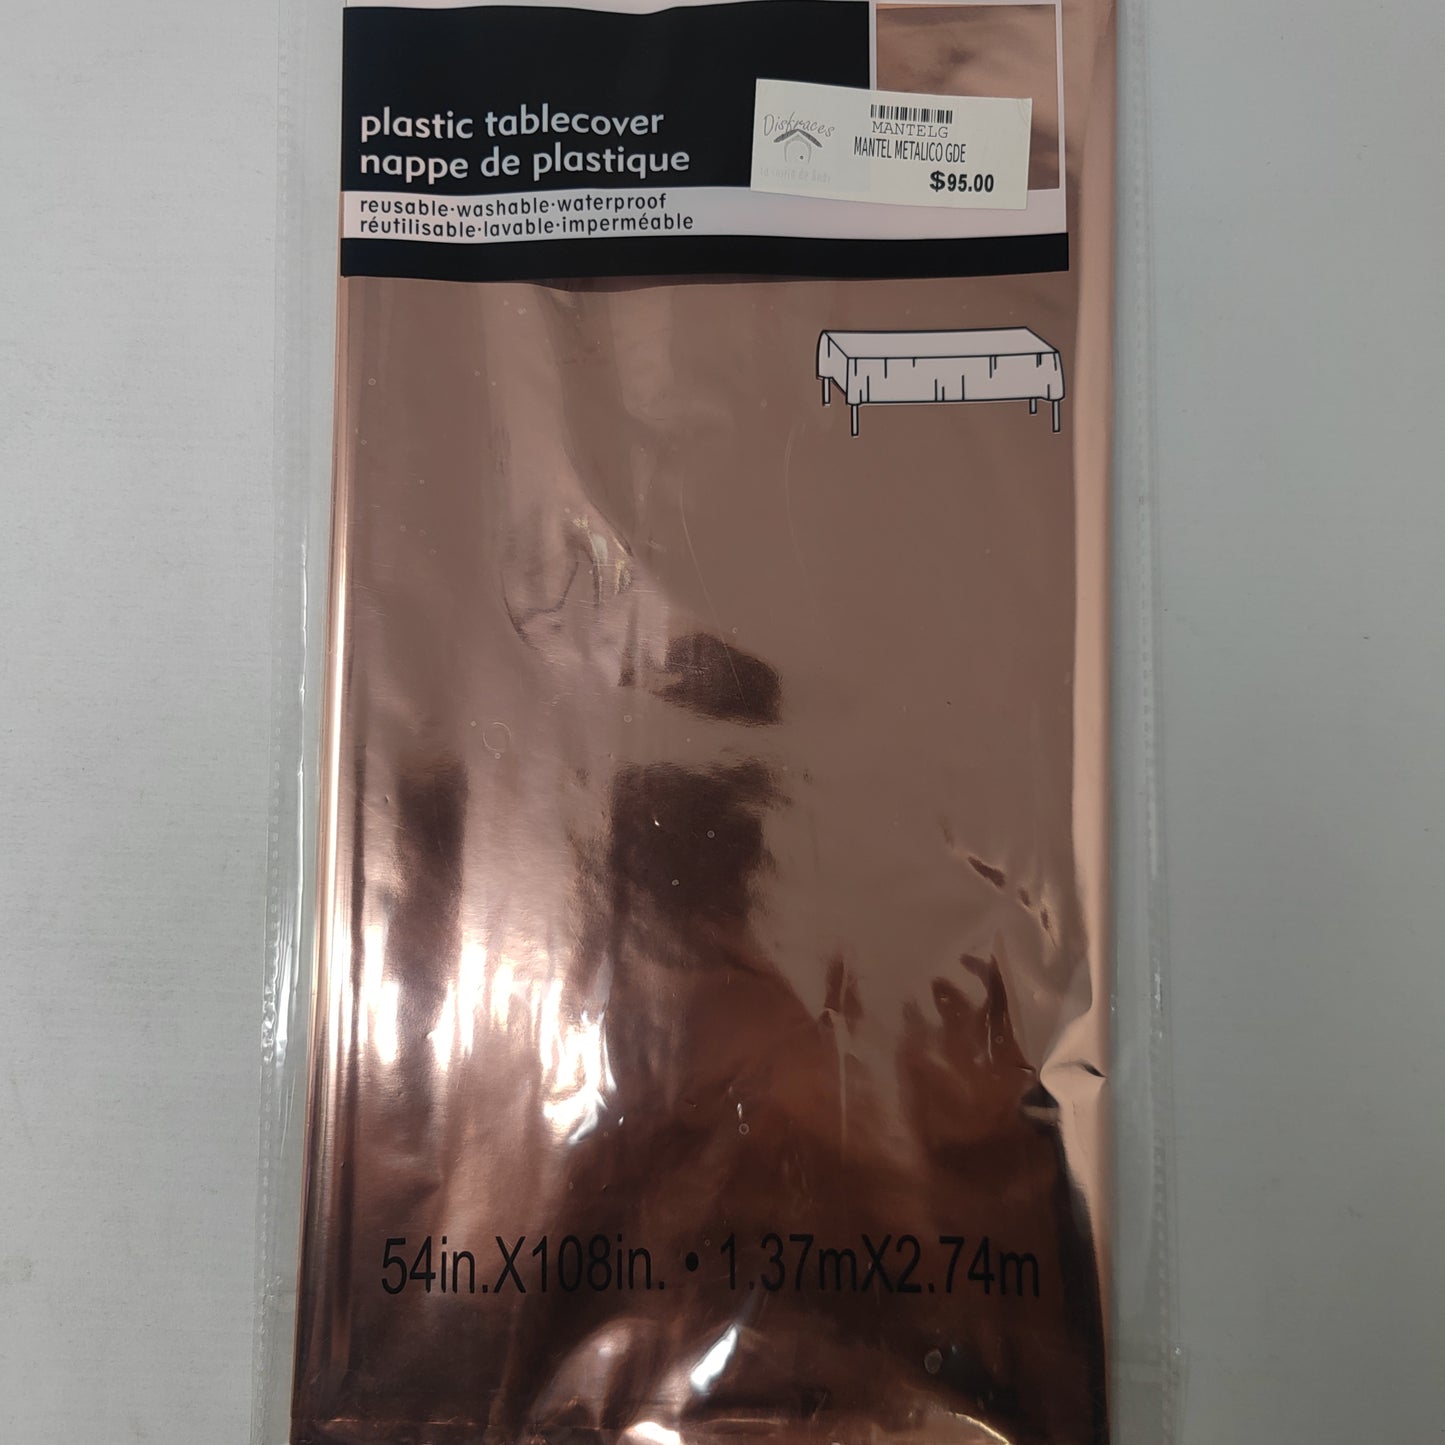 plastic tablecover
nappe de plastique
reusable·washable·waterproof
réutilisable·lavable·imperméable
Disfraces
MANTELG
MANTEL METALICO GDE
$95.00
54in.X108in. • 1.37mX2.74m